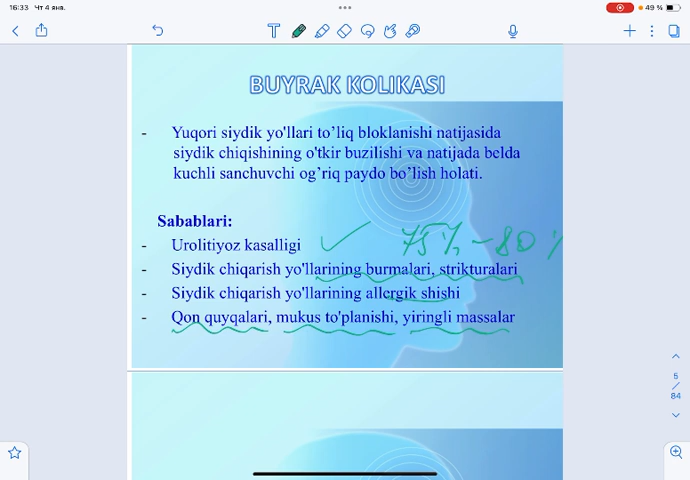 16:33 Чт 4 янв.
49 %
BUYRAK KOLIKASI
- Yuqori siydik yo'llari to’liq bloklanishi natijasida
siydik chiqishining o'tkir buzilishi va natijada belda
kuchli sanchuvchi og’riq paydo bo’lish holati.
Sabablari:
- Urolitiyoz kasalligi 75% - 80%
- Siydik chiqarish yo'llarining burmalari, strikturalari
- Siydik chiqarish yo'llarining allergik shishi
- Qon quyqalari, mukus to'planishi, yiringli massalar
5
/
84